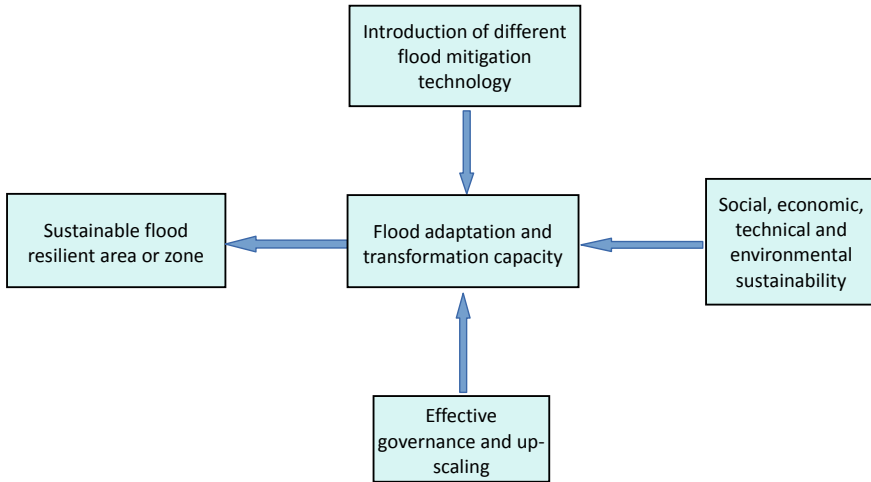 Introduction of different
flood mitigation
technology
Sustainable flood
resilient area or zone
Flood adaptation and
transformation capacity
Social, economic,
technical and
environmental
sustainability
Effective
governance and up-
scaling